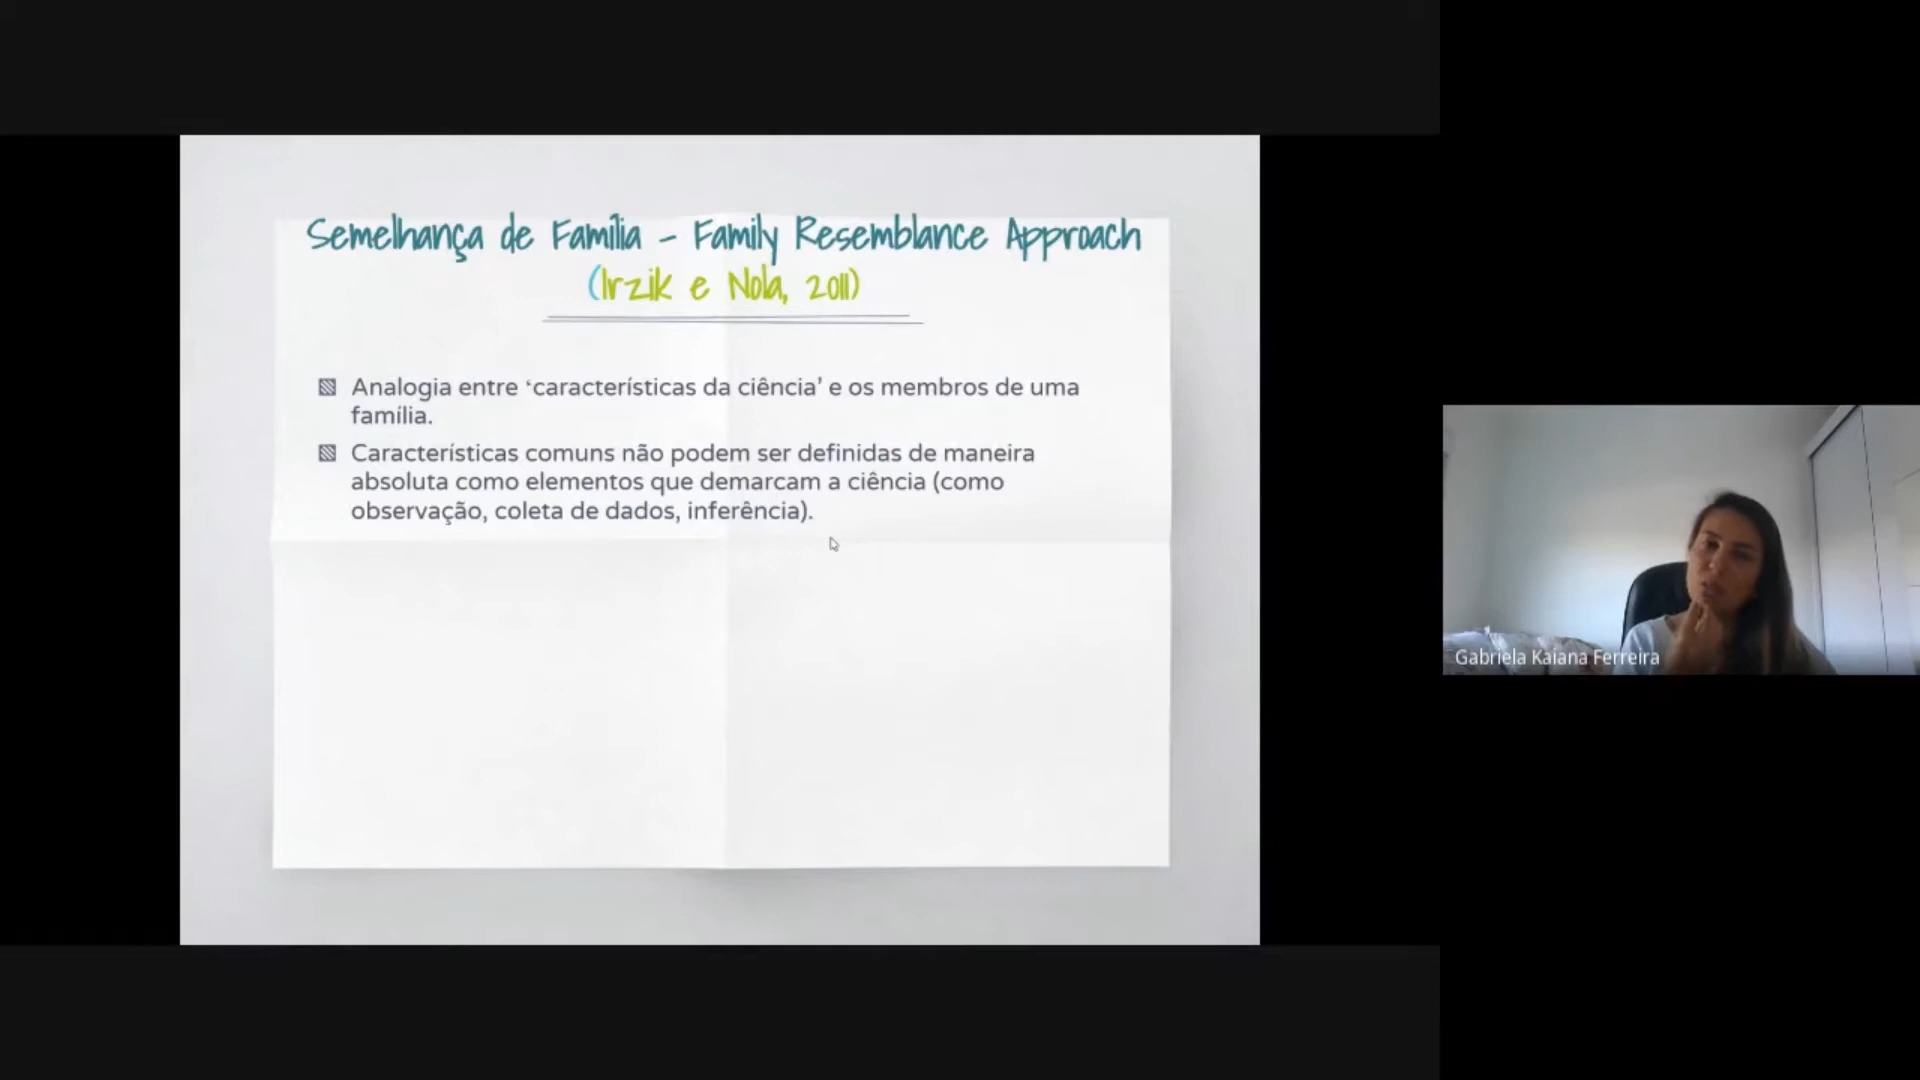 Semelhança de Família - Family Resemblance Approach
(Irzik e Nola, 2011)
Analogia entre ‘características da ciência’ e os membros de uma
família.
Características comuns não podem ser definidas de maneira
absoluta como elementos que demarcam a ciência (como
observação, coleta de dados, inferência).
Gabriela Kaiana Ferreira